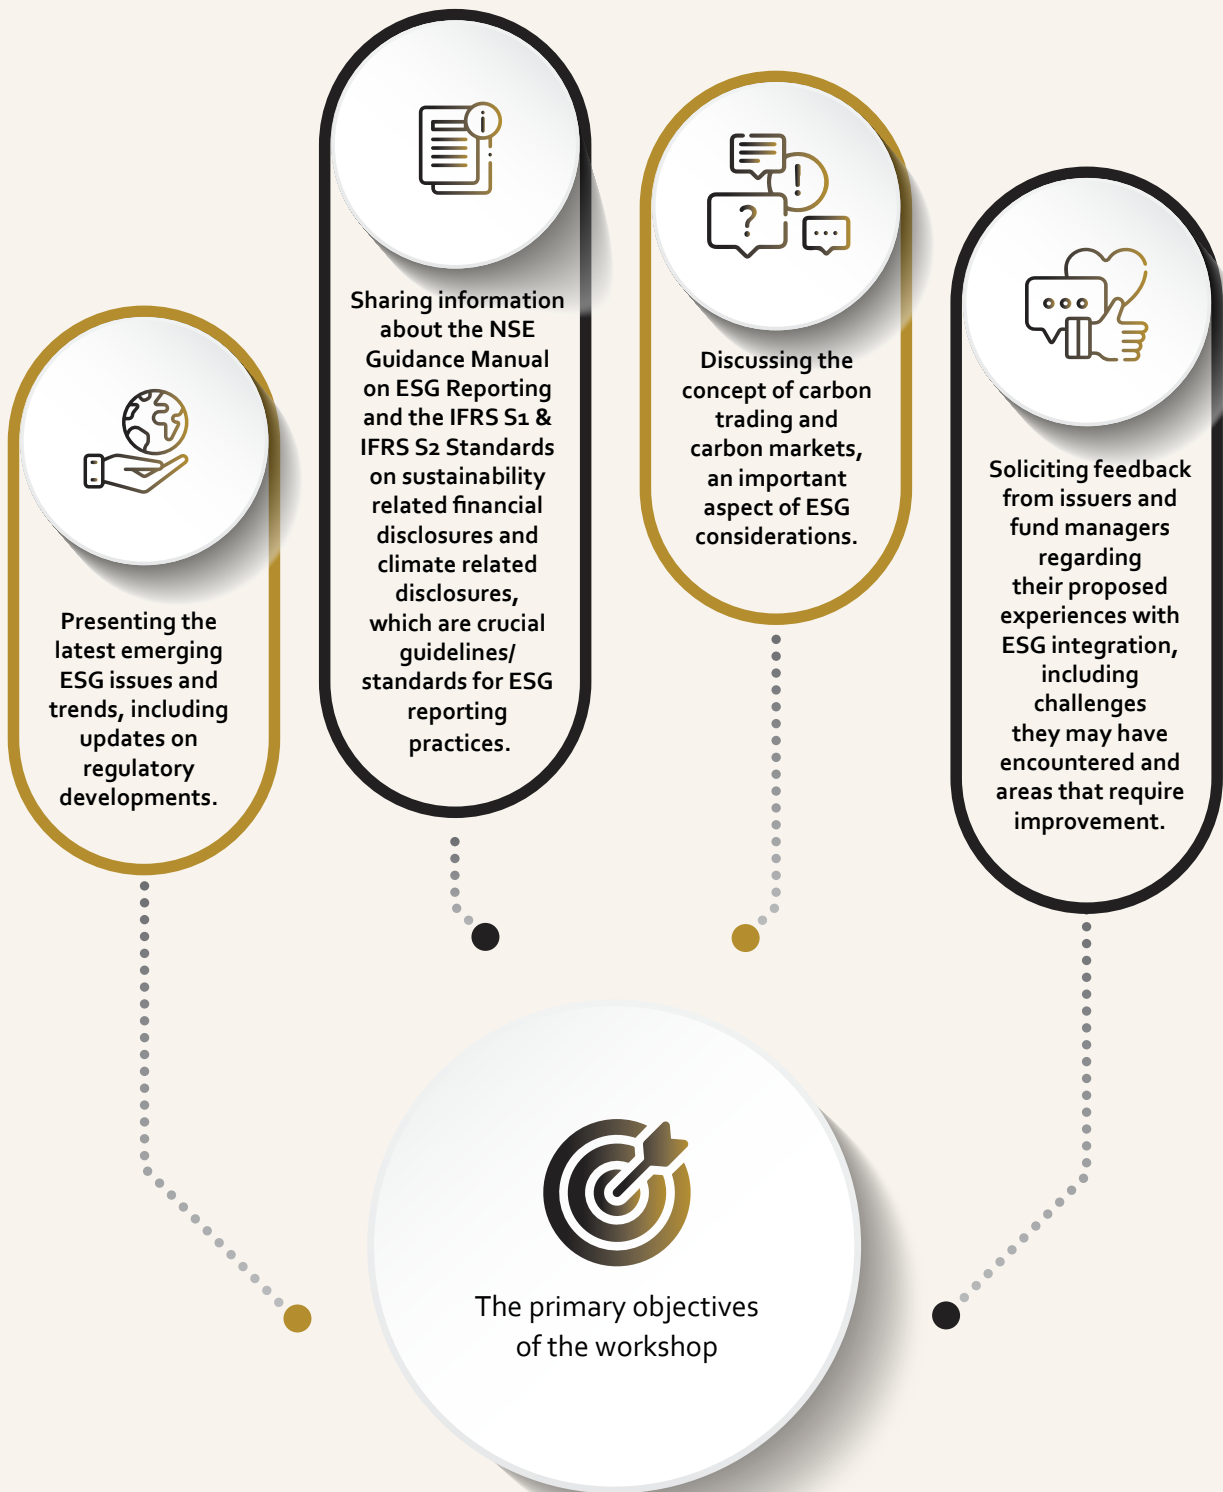 Presenting the
latest emerging
ESG issues and
trends, including
updates on
regulatory
developments.
Sharing information
about the NSE
Guidance Manual
on ESG Reporting
and the IFRS S1 &
IFRS S2 Standards
on sustainability
related financial
disclosures and
climate related
disclosures,
which are crucial
guidelines/
standards for ESG
reporting
practices.
Discussing the
concept of carbon
trading and
carbon markets,
an important
aspect of ESG
considerations.
Soliciting feedback
from issuers and
fund managers
regarding
their proposed
experiences with
ESG integration,
including
challenges
they may have
encountered and
areas that require
improvement.
The primary objectives
of the workshop